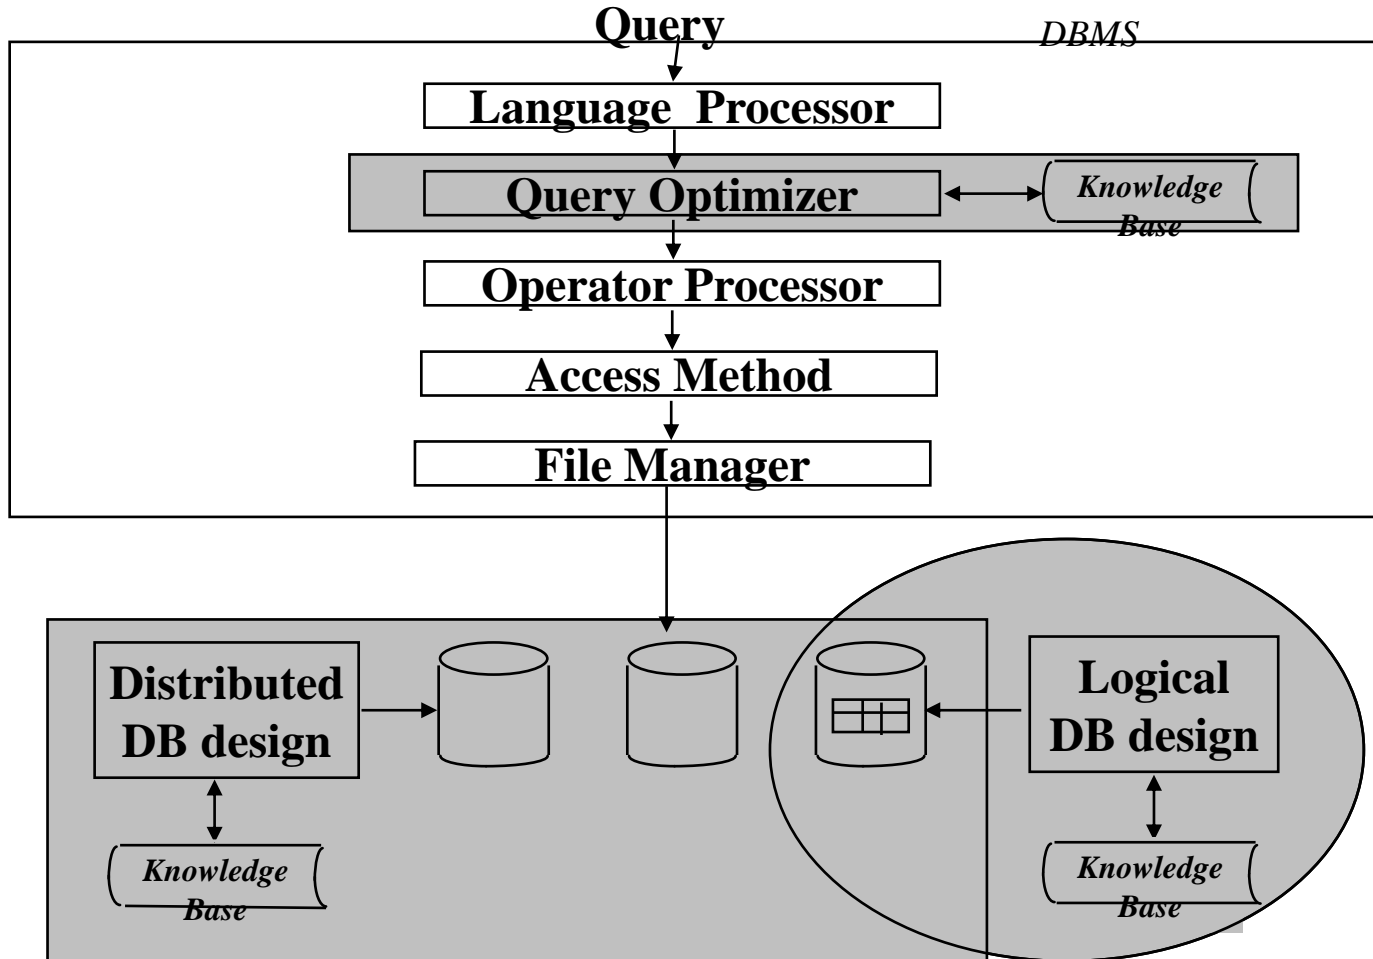 Query
DBMS
Language Processor
Query Optimizer
Knowledge
Base
Operator Processor
Access Method
File Manager
Distributed
DB design
Logical
DB design
Knowledge
Base
Knowledge
Base